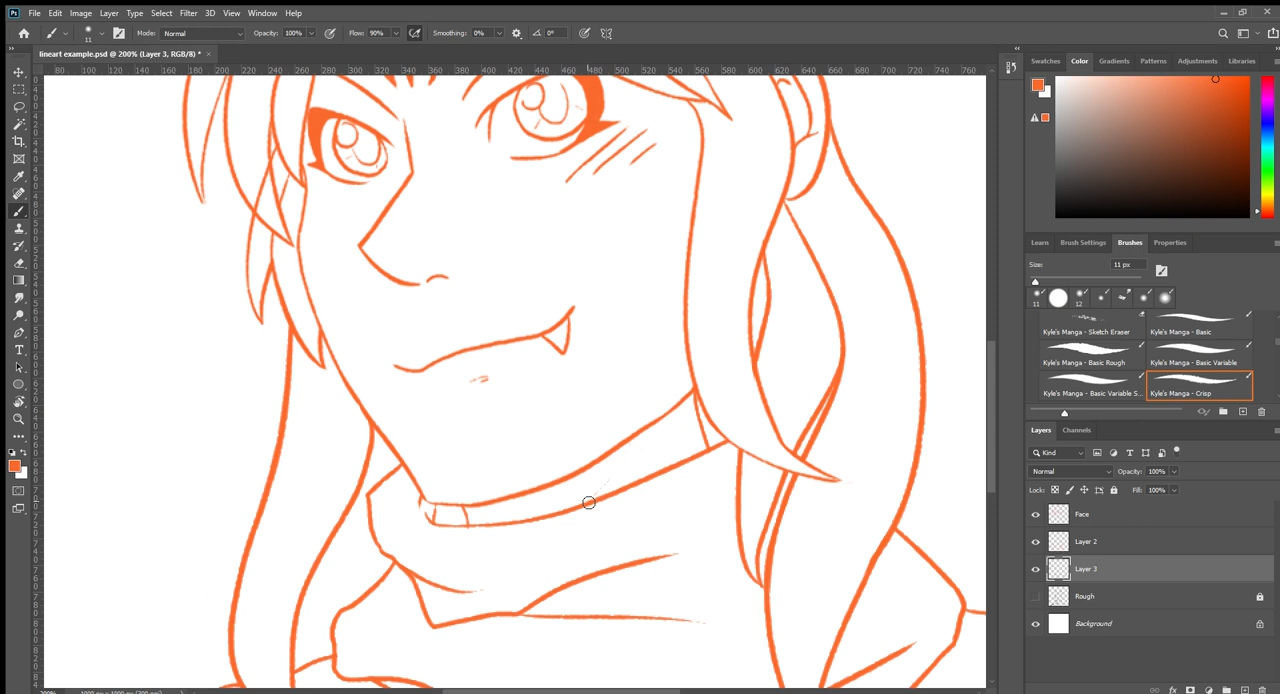 Ps File Edit Image Layer Type Select Filter 3D View Window Help
11 Mode: Normal Opacity: 100% Flow: 90% Smoothing: 0% 0°
lineart example.psd @ 200% (Layer 3, RGB/8) * ×
80 100 120 140 160 180 200 220 240 260 280 300 320 340 360 380 400 420 440 460 480 500 520 540 560 580 600 620 640 660 680 700 720 740 760
Swatches Color Gradients Patterns Adjustments Libraries
Learn Brush Settings Brushes Properties
Size: 11 px
11 12
Kyle's Manga - Sketch Eraser Kyle's Manga - Basic
Kyle's Manga - Basic Rough Kyle's Manga - Basic Variable
Kyle's Manga - Basic Variable S... Kyle's Manga - Crisp
Layers Channels
Kind
Normal Opacity: 100%
Lock: Fill: 100%
Face
Layer 2
Layer 3
Rough
Background
fx